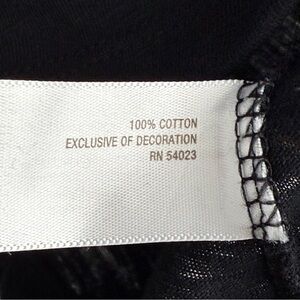 100% COTTON
EXCLUSIVE OF DECORATION
RN 54023